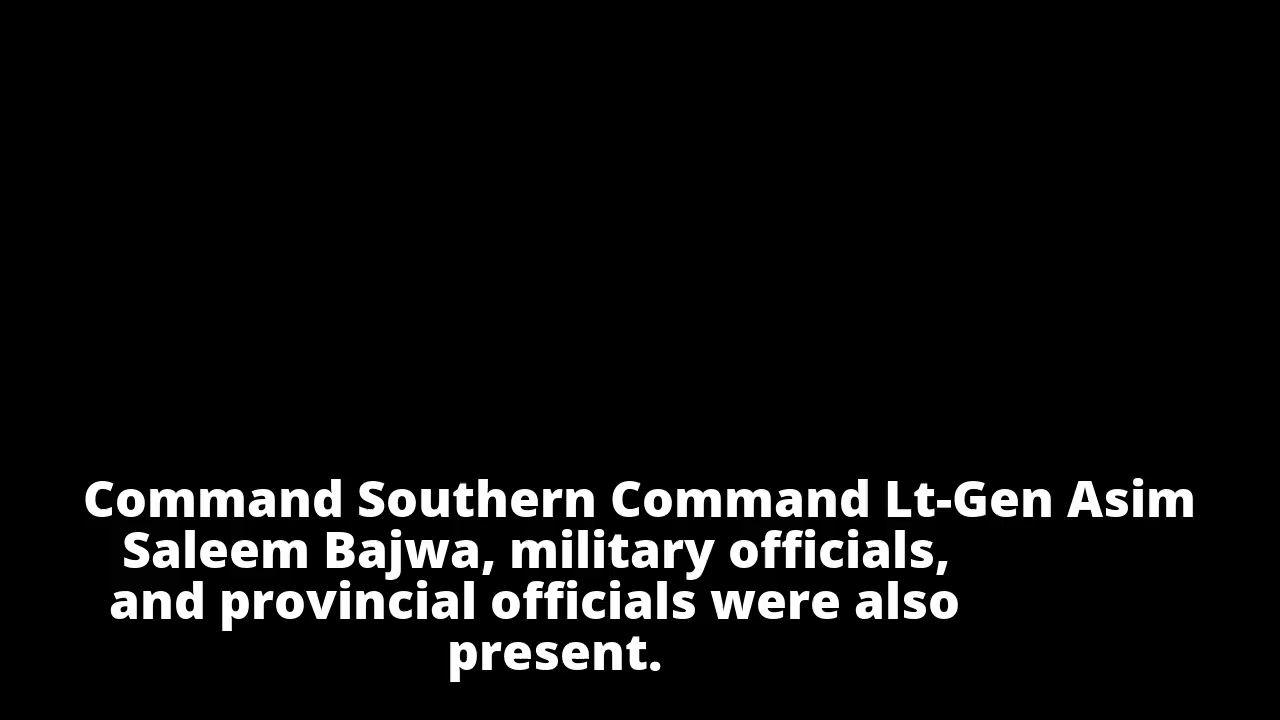 Command Southern Command Lt-Gen Asim
Saleem Bajwa, military officials,
and provincial officials were also
present.